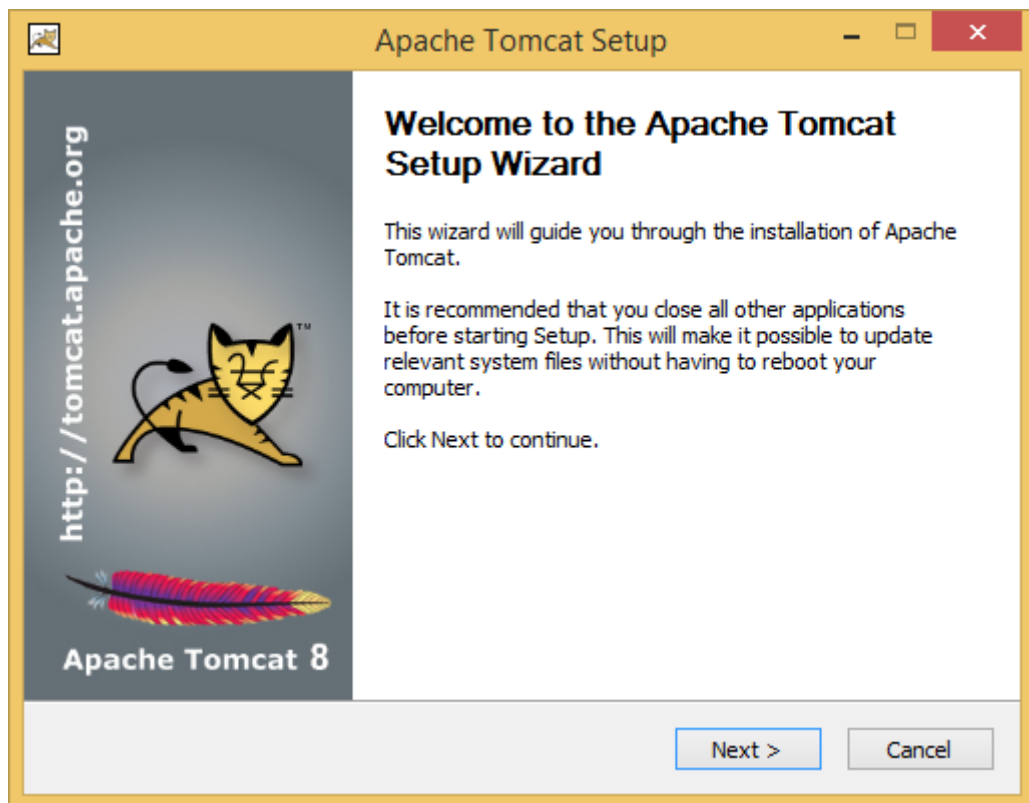 Apache Tomcat Setup
http://tomcat.apache.org
TM
Apache Tomcat 8
Welcome to the Apache Tomcat
Setup Wizard
This wizard will guide you through the installation of Apache
Tomcat.
It is recommended that you close all other applications
before starting Setup. This will make it possible to update
relevant system files without having to reboot your
computer.
Click Next to continue.
Next >
Cancel